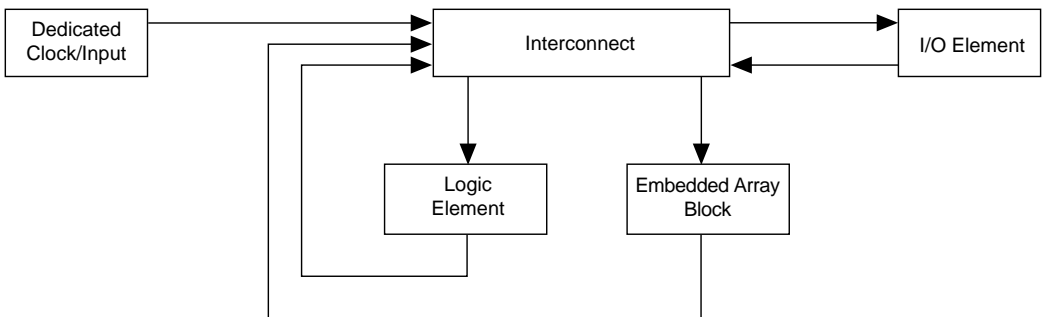 Dedicated
Clock/Input
Interconnect
I/O Element
Logic
Element
Embedded Array
Block